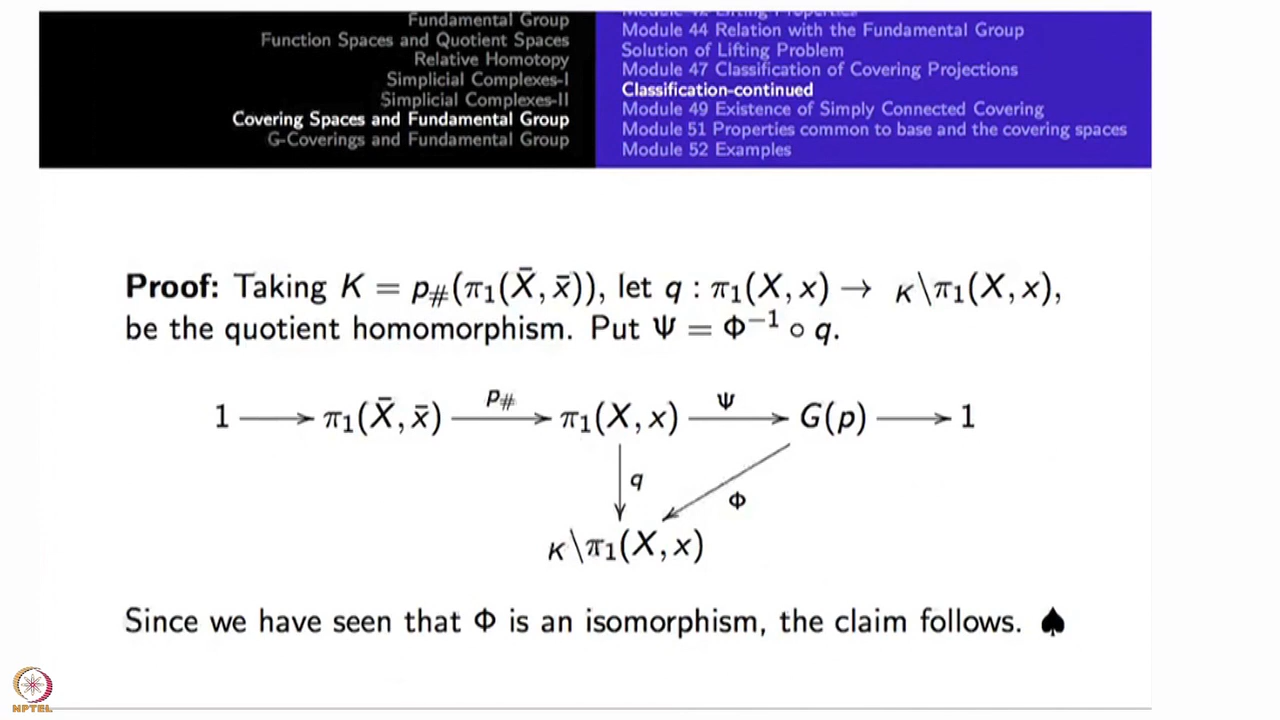 Fundamental Group
Function Spaces and Quotient Spaces
Relative Homotopy
Simplicial Complexes-I
Simplicial Complexes-II
Covering Spaces and Fundamental Group
G-Coverings and Fundamental Group
Module 44 Relation with the Fundamental Group
Solution of Lifting Problem
Module 47 Classification of Covering Projections
Classification-continued
Module 49 Existence of Simply Connected Covering
Module 51 Properties common to base and the covering spaces
Module 52 Examples
Proof: Taking K = p#(π₁(X̄, x̄)), let q : π₁(X, x) → K\π₁(X, x),
be the quotient homomorphism. Put Ψ = Φ⁻¹ ∘ q.
1 → π₁(X̄, x̄) p# → π₁(X, x) Ψ → G(p) → 1
q
Φ
K\π₁(X, x)
Since we have seen that Φ is an isomorphism, the claim follows. ♠
NPTEL